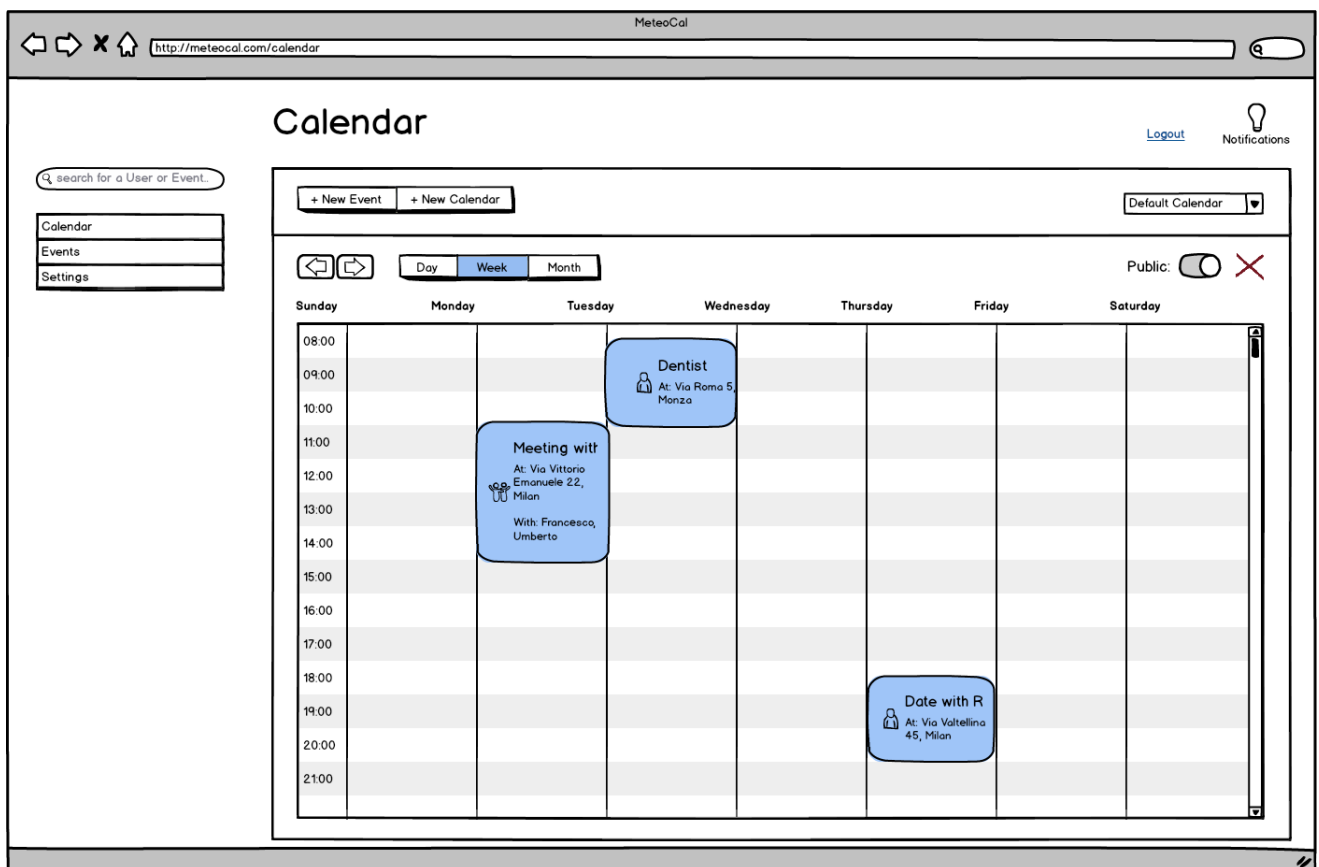 MeteoCal
http://meteocal.com/calendar
Calendar
Logout
Notifications
search for a User or Event..
Calendar
Events
Settings
+ New Event
+ New Calendar
Default Calendar
Day
Week
Month
Public:
Sunday
Monday
Tuesday
Wednesday
Thursday
Friday
Saturday
08:00
09:00
10:00
11:00
12:00
13:00
14:00
15:00
16:00
17:00
18:00
19:00
20:00
21:00
Dentist
At: Via Roma 5,
Monza
Meeting with
At: Via Vittorio
Emanuele 22,
Milan
With: Francesco,
Umberto
Date with R
At: Via Valtellina
45, Milan